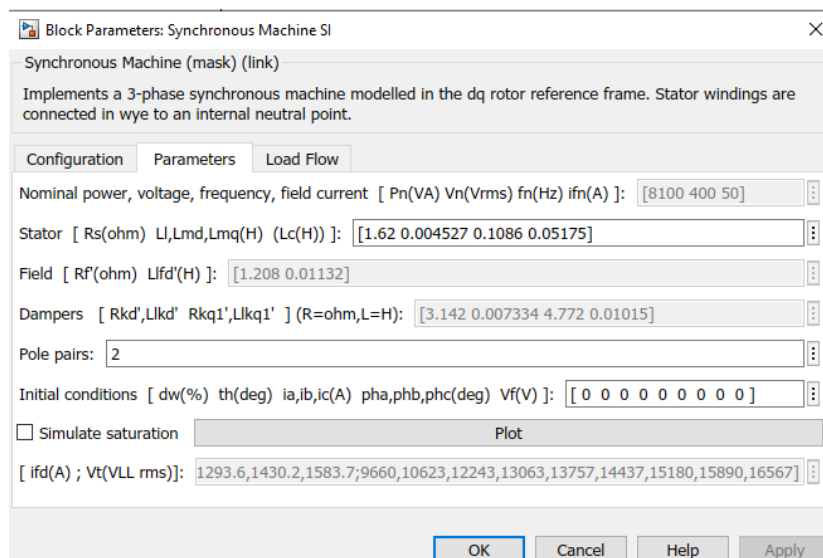 Block Parameters: Synchronous Machine SI
Synchronous Machine (mask) (link)
Implements a 3-phase synchronous machine modelled in the dq rotor reference frame. Stator windings are
connected in wye to an internal neutral point.
Configuration Parameters Load Flow
Nominal power, voltage, frequency, field current [ Pn(VA) Vn(Vrms) fn(Hz) ifn(A) ]: [8100 400 50]
Stator [ Rs(ohm) Ll,Lmd,Lmq(H) (Lc(H)) ]: [1.62 0.004527 0.1086 0.05175]
Field [ Rf'(ohm) Llfd'(H) ]: [1.208 0.01132]
Dampers [ Rkd',Llkd' Rkq1',Llkq1' ] (R=ohm,L=H): [3.142 0.007334 4.772 0.01015]
Pole pairs: 2
Initial conditions [ dw(%) th(deg) ia,ib,ic(A) pha,phb,phc(deg) Vf(V) ]: [ 0 0 0 0 0 0 0 0 0 ]
Simulate saturation Plot
[ ifd(A) ; Vt(VLL rms)]: 1293.6,1430.2,1583.7;9660,10623,12243,13063,13757,14437,15180,15890,16567]
OK Cancel Help Apply